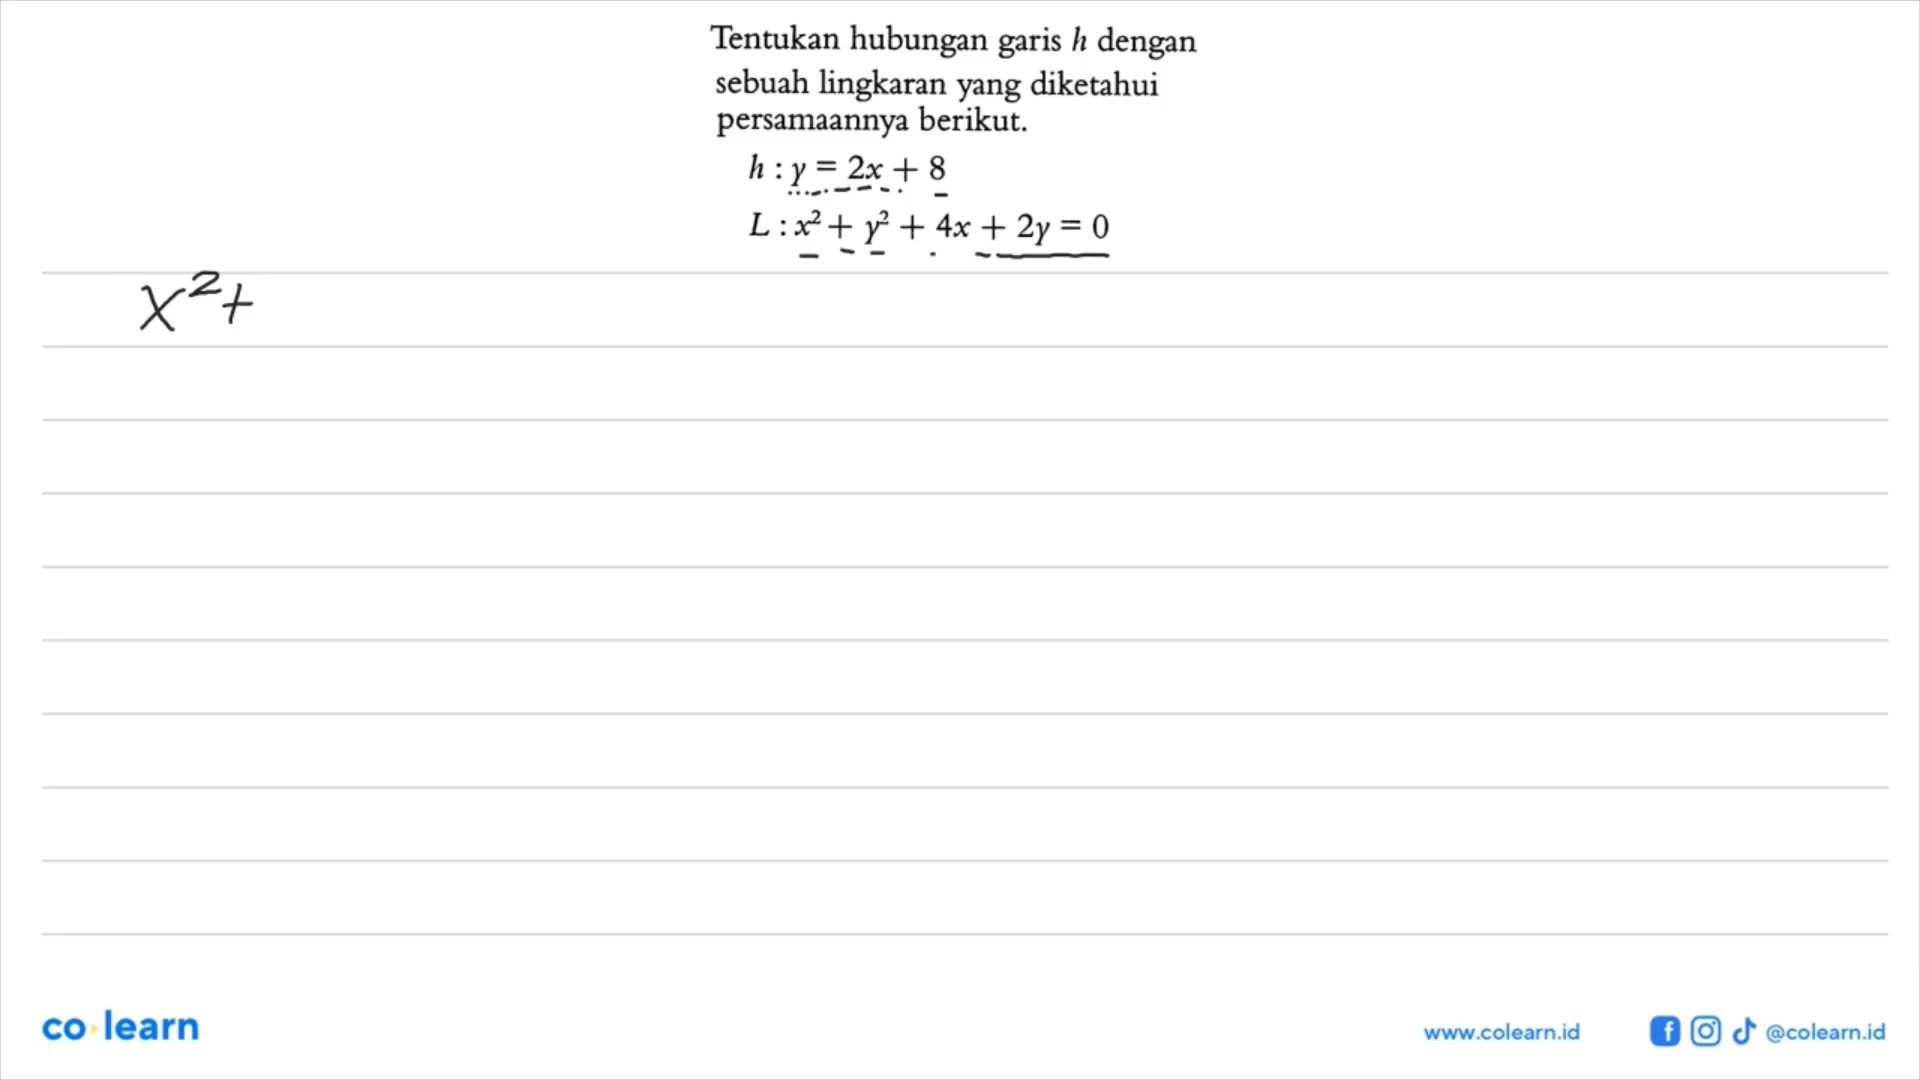 Tentukan hubungan garis h dengan
sebuah lingkaran yang diketahui
persamaannya berikut.
h : y = 2x + 8
L : x² + y² + 4x + 2y = 0
x² +
co learn
www.colearn.id
@colearn.id